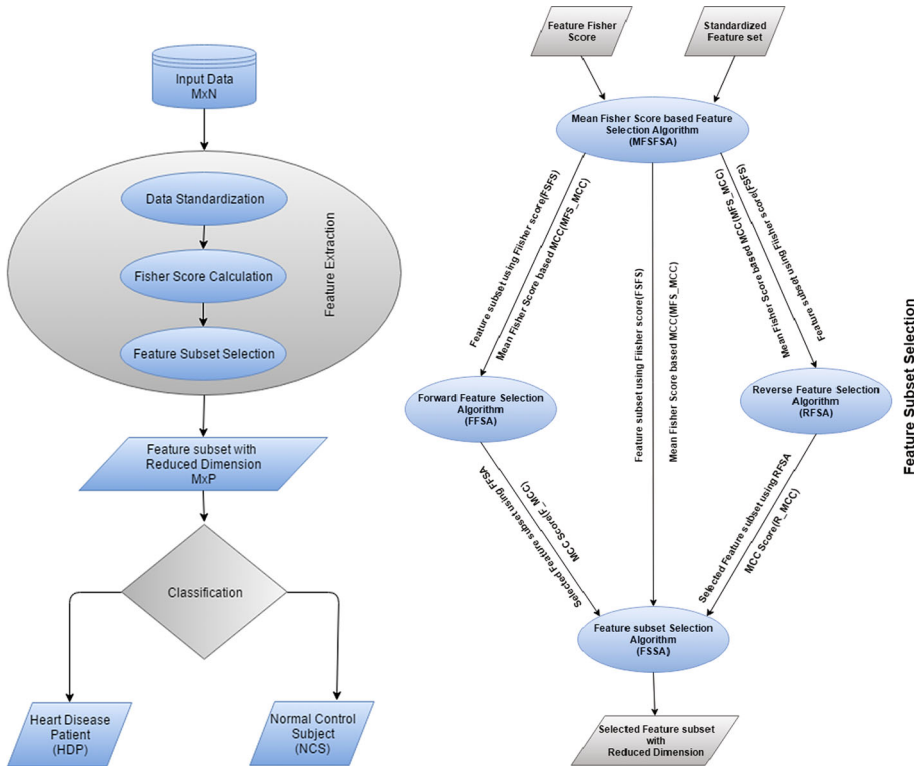 Input Data
MxN
Data Standardization
Fisher Score Calculation
Feature Subset Selection
Feature Extraction
Feature subset with
Reduced Dimension
MxP
Classification
Heart Disease
Patient
(HDP)
Normal Control
Subject
(NCS)
Feature Fisher
Score
Standardized
Feature set
Mean Fisher Score based Feature
Selection Algorithm
(MFSFSA)
Feature subset using Fiisher score(FSFS)
Mean Fisher Score based MCC(MFS_MCC)
Feature subset using Fiisher score(FSFS)
Mean Fisher Score based MCC(MFS_MCC)
Feature subset using Fiisher score(FSFS)
Mean Fisher Score based MCC(MFS_MCC)
Forward Feature Selection
Algorithm
(FFSA)
Reverse Feature Selection
Algorithm
(RFSA)
Selected Feature subset using FFSA
MCC Score(F_MCC)
Selected Feature subset using RFSA
MCC Score(R_MCC)
Feature subset Selection
Algorithm
(FSSA)
Selected Feature subset
with
Reduced Dimension
Feature Subset Selection